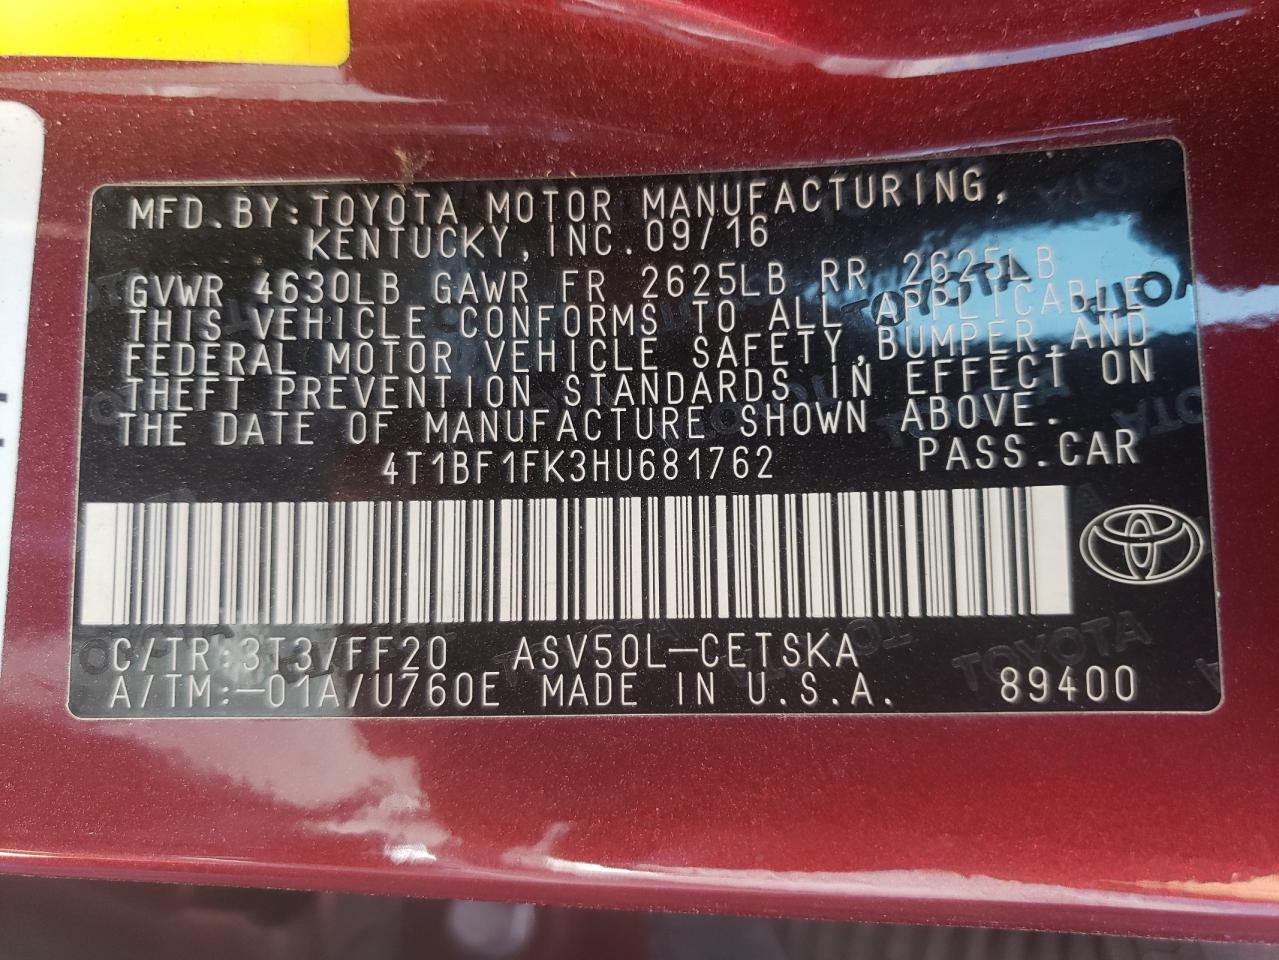 MFD.BY:TOYOTA MOTOR MANUFACTURING,
KENTUCKY,INC. 09/16
GVWR 4630LB GAWR FR 2625LB RR 2625LB
THIS VEHICLE CONFORMS TO ALL APPLICABLE
FEDERAL MOTOR VEHICLE SAFETY,BUMPER,AND
THEFT PREVENTION STANDARDS IN EFFECT ON
THE DATE OF MANUFACTURE SHOWN ABOVE.
4T1BF1FK3HU681762 PASS.CAR
C/TR:3T3/FF20 ASV50L-CETSKA
A/TM:-01A/U760E MADE IN U.S.A. 89400